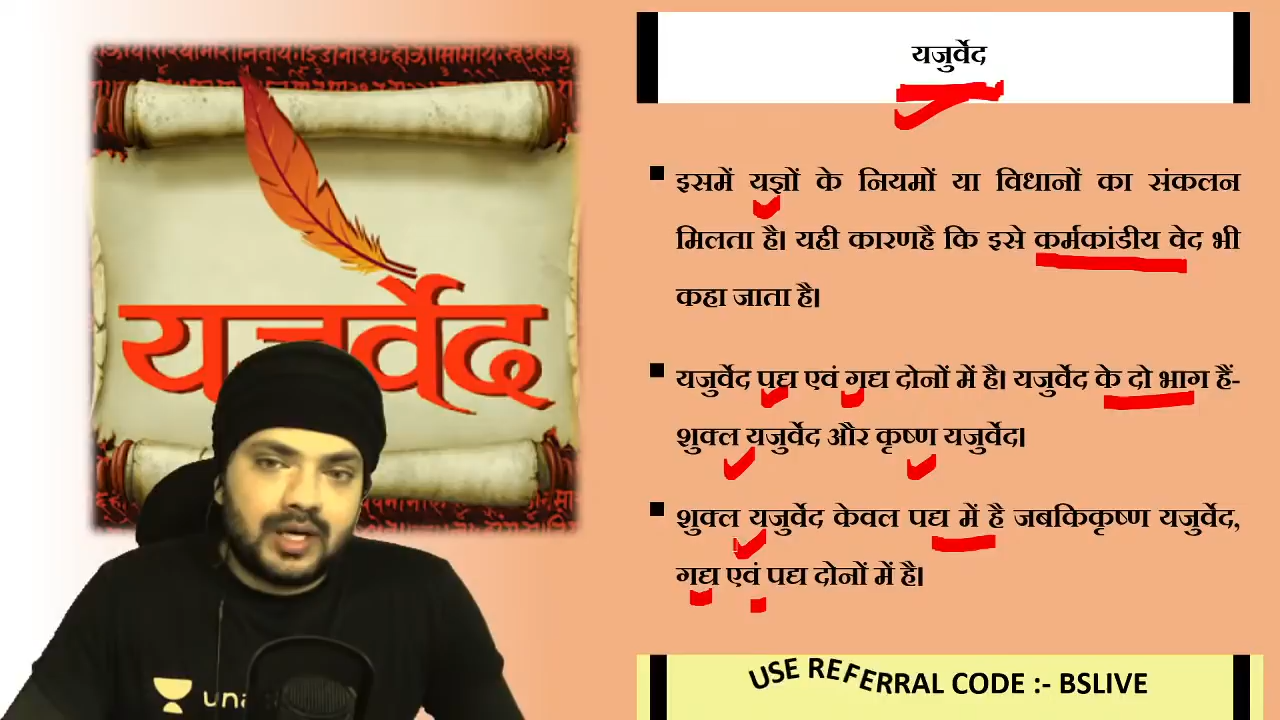 यजुर्वेद
इसमें यज्ञों के नियमों या विधानों का संकलन
मिलता है। यही कारणहै कि इसे कर्मकांडीय वेद भी
कहा जाता है।
यजुर्वेद पद्य एवं गद्य दोनों में है। यजुर्वेद के दो भाग हैं-
शुक्ल यजुर्वेद और कृष्ण यजुर्वेद।
शुक्ल यजुर्वेद केवल पद्य में है जबकिकृष्ण यजुर्वेद,
गद्य एवं पद्य दोनों में है।
USE REFERRAL CODE :- BSLIVE
यजुर्वेद